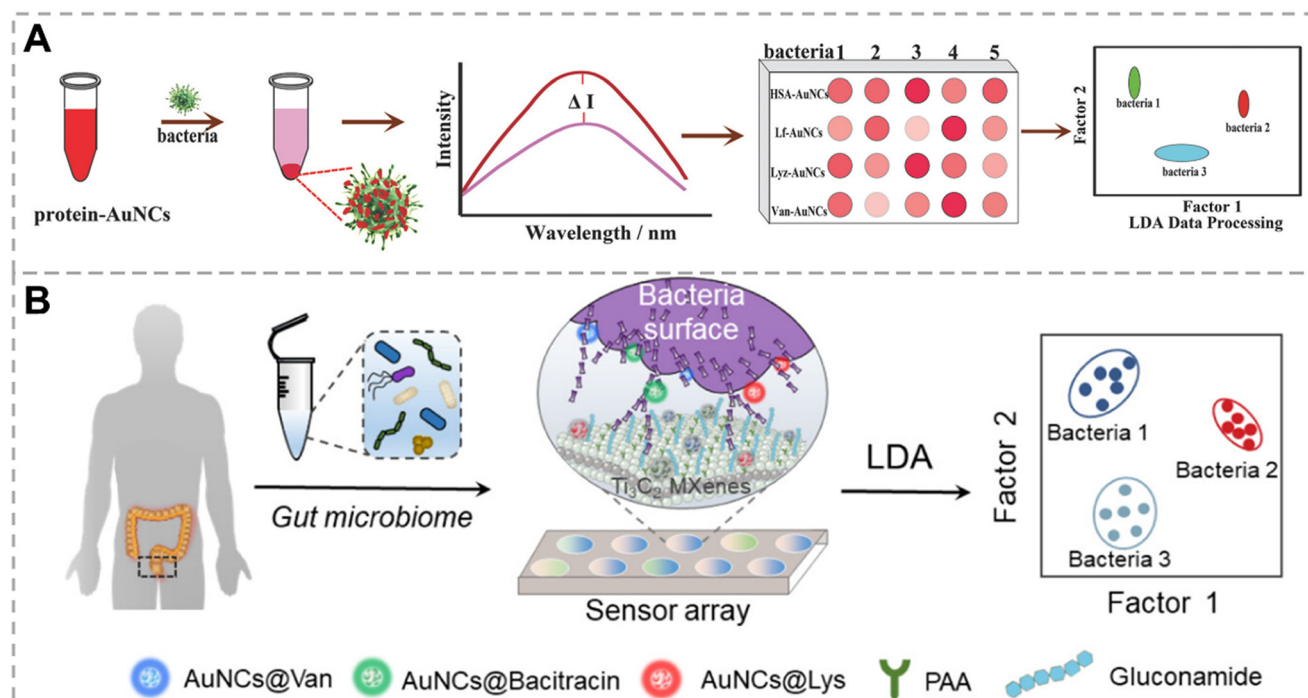 A
bacteria
protein-AuNCs
Intensity
Δ I
Wavelength / nm
bacteria 1 2 3 4 5
HSA-AuNCs
Lf-AuNCs
Lyz-AuNCs
Van-AuNCs
Factor 2
bacteria 1
bacteria 2
bacteria 3
Factor 1
LDA Data Processing
B
Gut microbiome
Bacteria
surface
Ti₃C₂ MXenes
Sensor array
LDA
Factor 2
Bacteria 1
Bacteria 2
Bacteria 3
Factor 1
AuNCs@Van
AuNCs@Bacitracin
AuNCs@Lys
PAA
Gluconamide